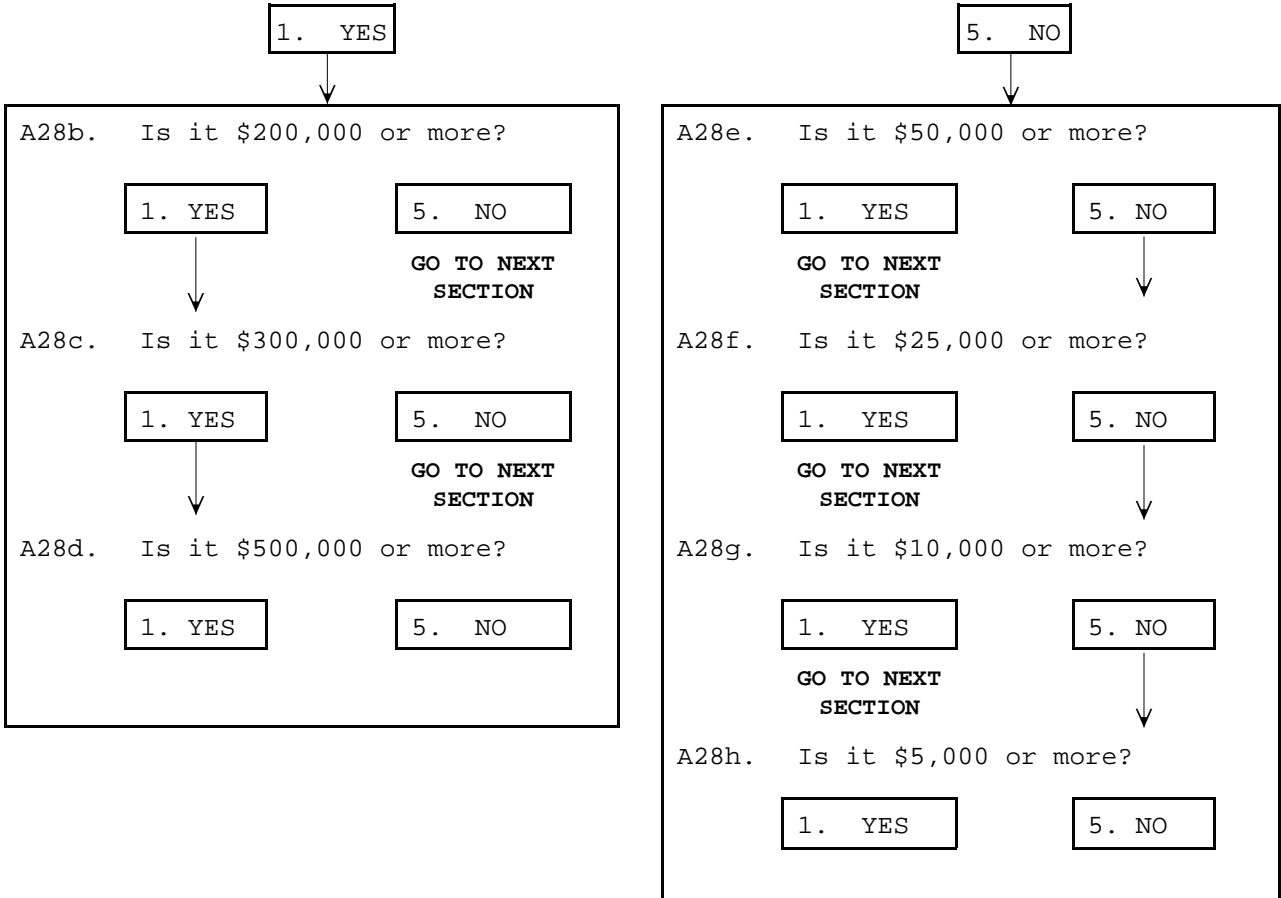 1. YES
5. NO
A28b. Is it $200,000 or more?
1. YES 5. NO
GO TO NEXT
SECTION
A28c. Is it $300,000 or more?
1. YES 5. NO
GO TO NEXT
SECTION
A28d. Is it $500,000 or more?
1. YES 5. NO
A28e. Is it $50,000 or more?
1. YES 5. NO
GO TO NEXT
SECTION
A28f. Is it $25,000 or more?
1. YES 5. NO
GO TO NEXT
SECTION
A28g. Is it $10,000 or more?
1. YES 5. NO
GO TO NEXT
SECTION
A28h. Is it $5,000 or more?
1. YES 5. NO